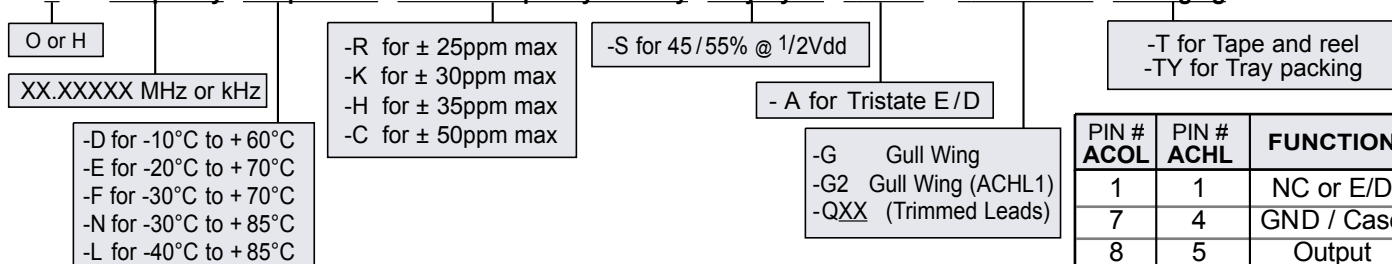 O or H
XX.XXXXX MHz or kHz
-D for -10°C to +60°C
-E for -20°C to +70°C
-F for -30°C to +70°C
-N for -30°C to +85°C
-L for -40°C to +85°C
-R for ± 25ppm max
-K for ± 30ppm max
-H for ± 35ppm max
-C for ± 50ppm max
-S for 45/55% @ 1/2Vdd
- A for Tristate E/D
-G Gull Wing
-G2 Gull Wing (ACHL1)
-QXX (Trimmed Leads)
-T for Tape and reel
-TY for Tray packing
PIN # ACOL PIN # ACHL FUNCTION
1 1 NC or E/D
7 4 GND / Case
8 5 Output